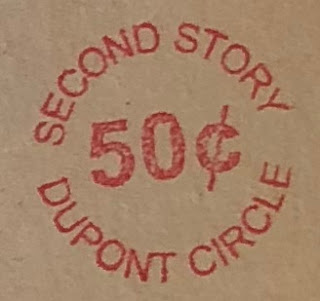 SECOND STORY
50¢
DUPONT CIRCLE